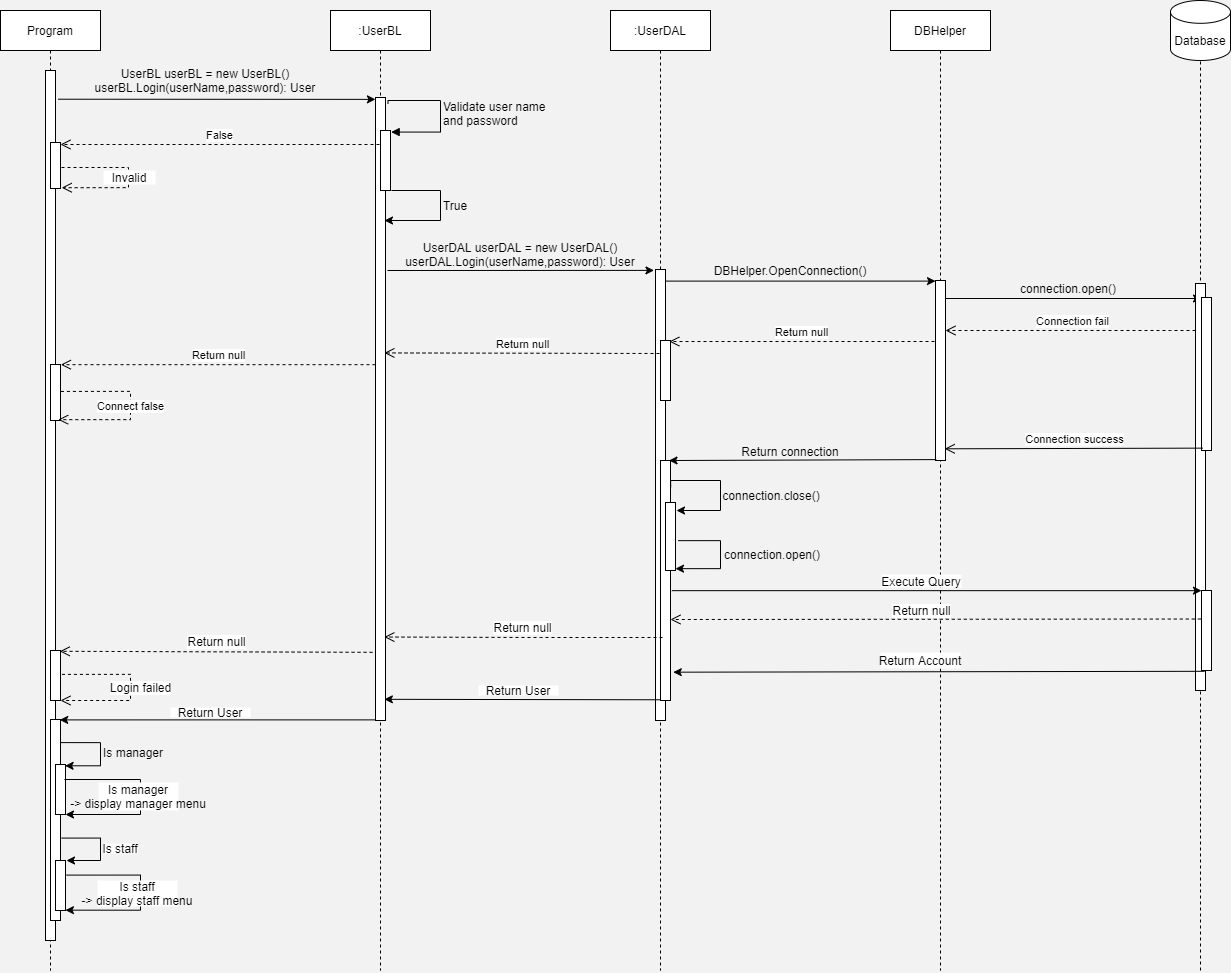 Program
:UserBL
:UserDAL
DBHelper
Database
UserBL userBL = new UserBL()
userBL.Login(userName,password): User
Validate user name
and password
False
Invalid
True
UserDAL userDAL = new UserDAL()
userDAL.Login(userName,password): User
DBHelper.OpenConnection()
connection.open()
Connection fail
Return null
Return null
Return null
Connect false
Connection success
Return connection
connection.close()
connection.open()
Execute Query
Return null
Return null
Return null
Return Account
Login failed
Return User
Return User
Is manager
Is manager
-> display manager menu
Is staff
Is staff
-> display staff menu